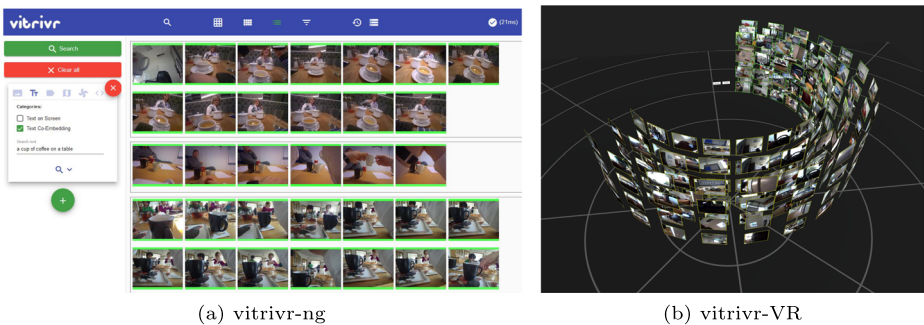 vitrivr
(21ms)
Search
Clear all
Categories:
Text on Screen
Text Co-Embedding
Search text
a cup of coffee on a table
(a) vitrivr-ng
(b) vitrivr-VR